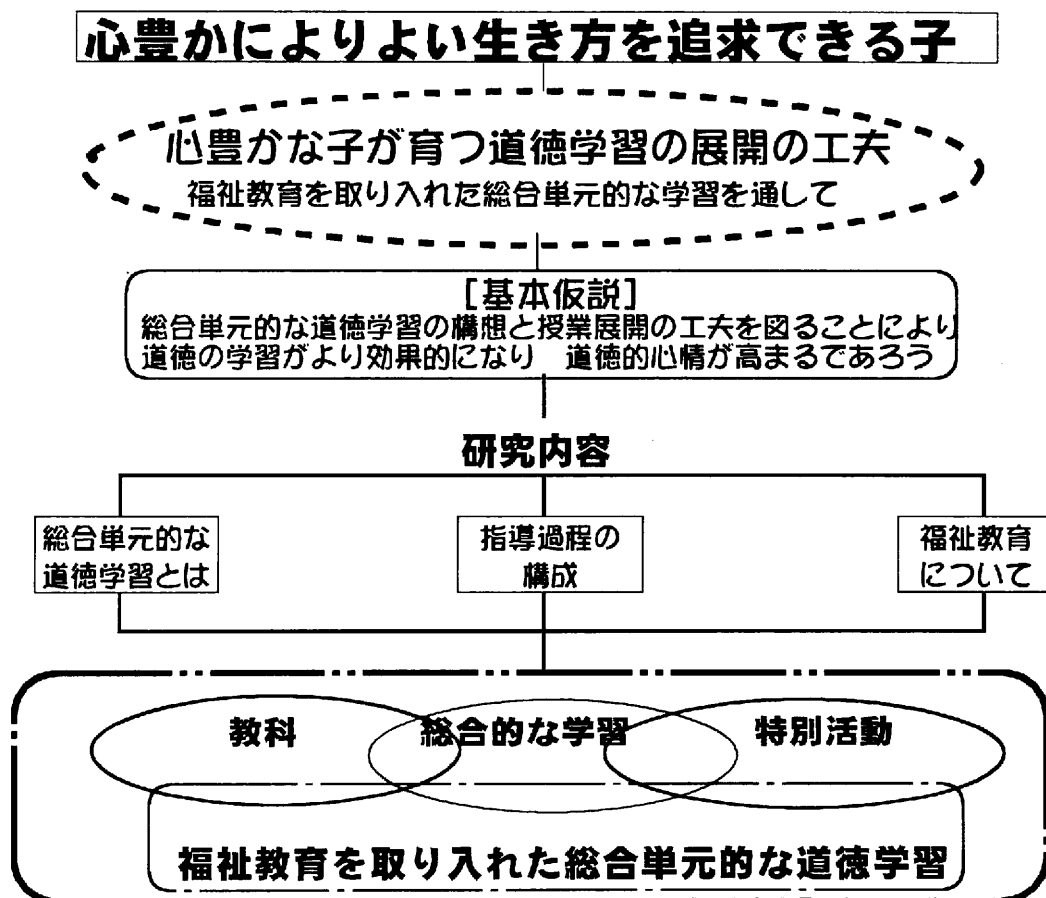 心豊かによりよい生き方を追求できる子
心豊かな子が育つ道徳学習の展開の工夫
福祉教育を取り入れた総合単元的な学習を通して
[基本仮説]
総合単元的な道徳学習の構想と授業展開の工夫を図ることにより
道徳の学習がより効果的になり　道徳的心情が高まるであろう
研究内容
総合単元的な
道徳学習とは
指導過程の
構成
福祉教育
について
教科
総合的な学習
特別活動
福祉教育を取り入れた総合単元的な道徳学習